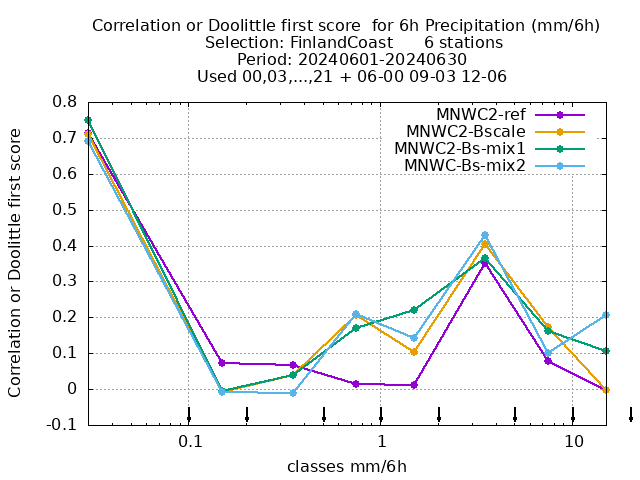 Correlation or Doolittle first score  for 6h Precipitation (mm/6h)
Selection: FinlandCoast      6 stations
Period: 20240601-20240630
Used 00,03,...,21 + 06-00 09-03 12-06
Correlation or Doolittle first score
0.8
0.7
0.6
0.5
0.4
0.3
0.2
0.1
0
-0.1
MNWC2-ref
MNWC2-Bscale
MNWC2-Bs-mix1
MNWC-Bs-mix2
0.1
1
10
classes mm/6h